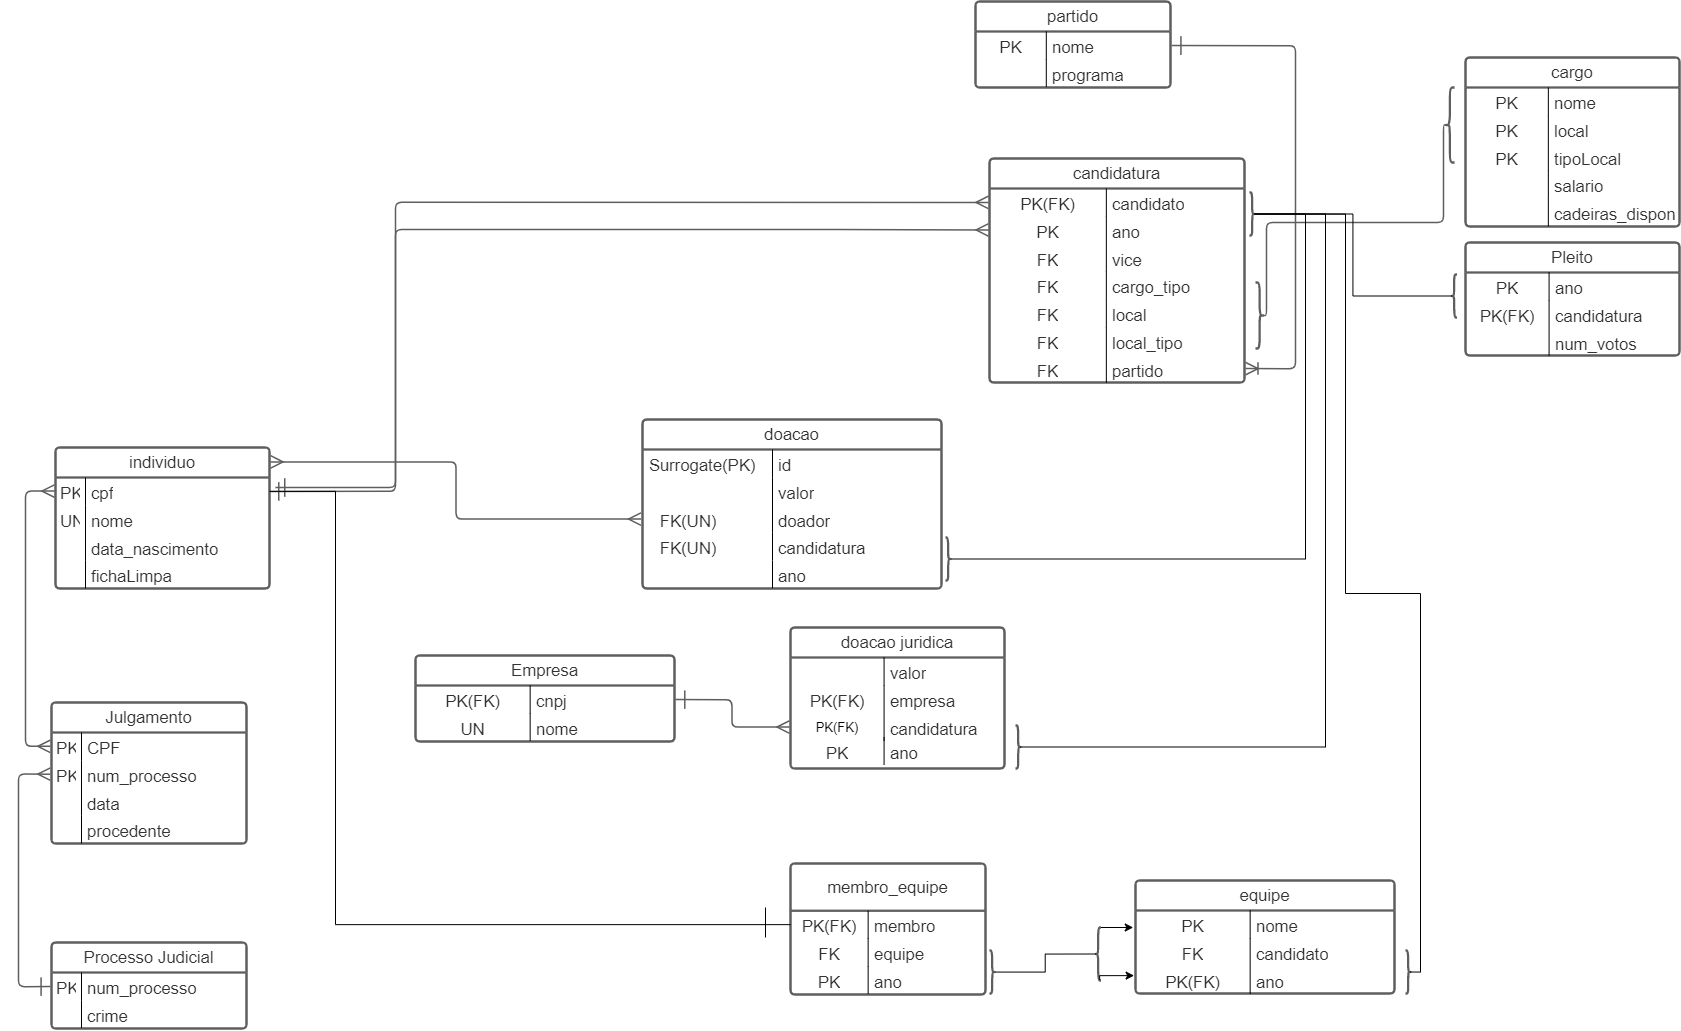 partido
PK nome
programa
cargo
PK nome
PK local
PK tipoLocal
salario
cadeiras_dispon
candidatura
PK(FK) candidato
PK ano
FK vice
FK cargo_tipo
FK local
FK local_tipo
FK partido
Pleito
PK ano
PK(FK) candidatura
num_votos
doacao
Surrogate(PK) id
valor
FK(UN) doador
FK(UN) candidatura
ano
individuo
PK cpf
UN nome
data_nascimento
fichaLimpa
doacao juridica
valor
PK(FK) empresa
PK(FK) candidatura
PK ano
Empresa
PK(FK) cnpj
UN nome
Julgamento
PK CPF
PK num_processo
data
procedente
membro_equipe
PK(FK) membro
FK equipe
PK ano
equipe
PK nome
FK candidato
PK(FK) ano
Processo Judicial
PK num_processo
crime